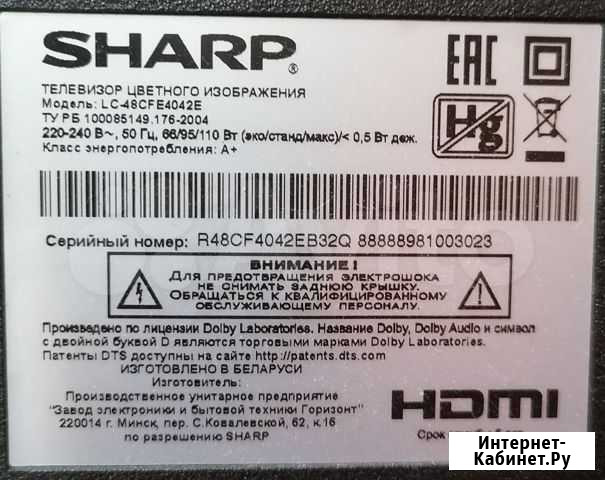 SHARP®
EAC
ТЕЛЕВИЗОР ЦВЕТНОГО ИЗОБРАЖЕНИЯ
Модель: LC-48CFE4042E
ТУ РБ 100085149.176-2004
220-240 В~, 50 Гц, 66/95/110 Вт (эко/станд/макс)/< 0,5 Вт деж.
Класс энергопотребления: А+
Hg
Серийный номер: R48CF4042EB32Q 88888981003023
ВНИМАНИЕ!
ДЛЯ ПРЕДОТВРАЩЕНИЯ ЭЛЕКТРОШОКА
НЕ СНИМАТЬ ЗАДНЮЮ КРЫШКУ.
ОБРАЩАТЬСЯ К КВАЛИФИЦИРОВАННОМУ
ОБСЛУЖИВАЮЩЕМУ ПЕРСОНАЛУ.
Произведено по лицензии Dolby Laboratories. Название Dolby, Dolby Audio и символ
с двойной буквой D являются торговыми марками Dolby Laboratories.
Патенты DTS доступны на сайте http://patents.dts.com
ИЗГОТОВЛЕНО В БЕЛАРУСИ
Изготовитель:
Производственное унитарное предприятие
"Завод электроники и бытовой техники Горизонт"
220014 г. Минск, пер. С.Ковалевской, 62, к.16
по разрешению SHARP
HDMI
Срок
Интернет-
Кабинет.Ру